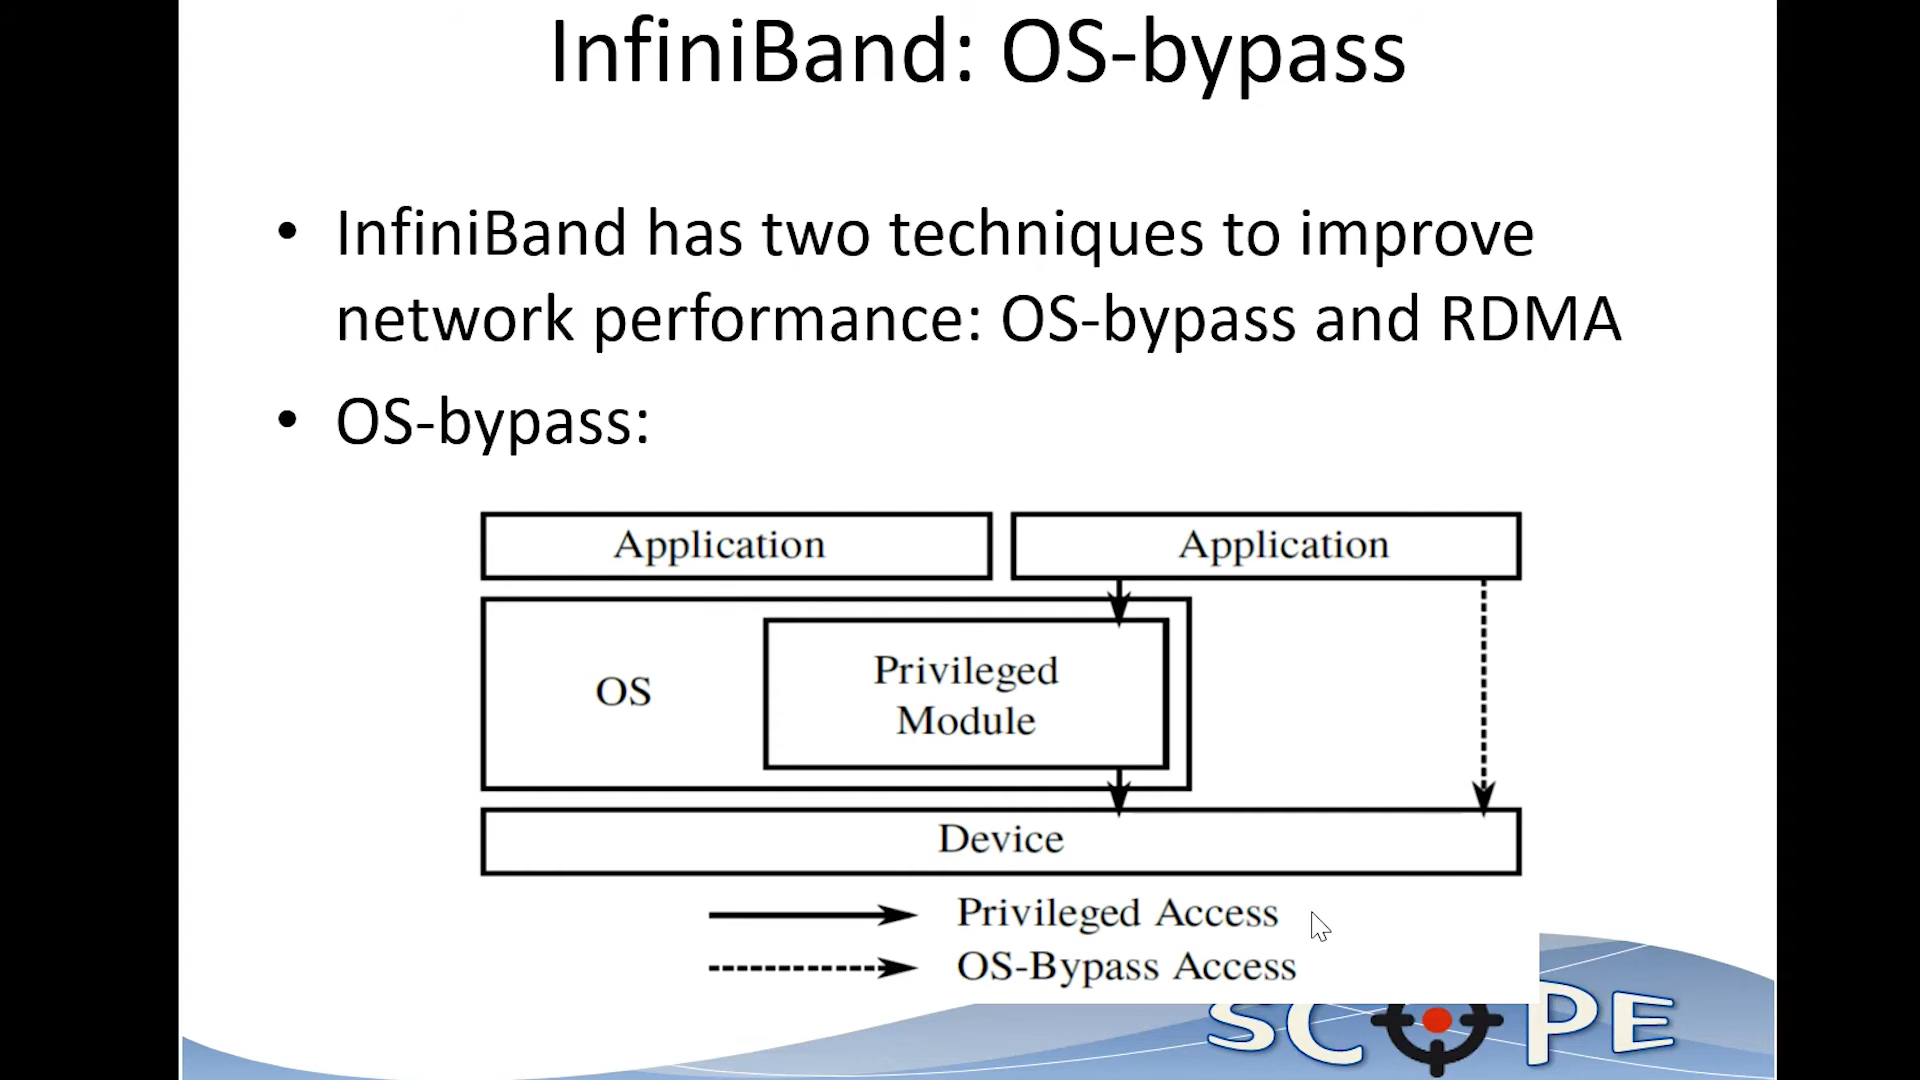 InfiniBand: OS-bypass
• InfiniBand has two techniques to improve
network performance: OS-bypass and RDMA
• OS-bypass:
Application
Application
OS
Privileged
Module
Device
Privileged Access
OS-Bypass Access
SCOPE